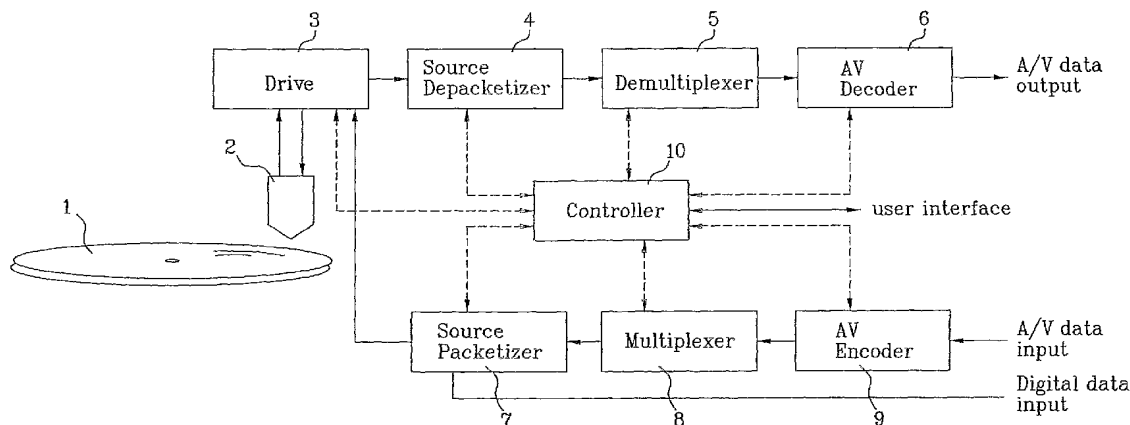 3
4
5
6
Drive
Source
Depacketizer
Demultiplexer
AV
Decoder
A/V data
output
2
10
1
Controller
user interface
Source
Packetizer
Multiplexer
AV
Encoder
A/V data
input
Digital data
input
7
8
9